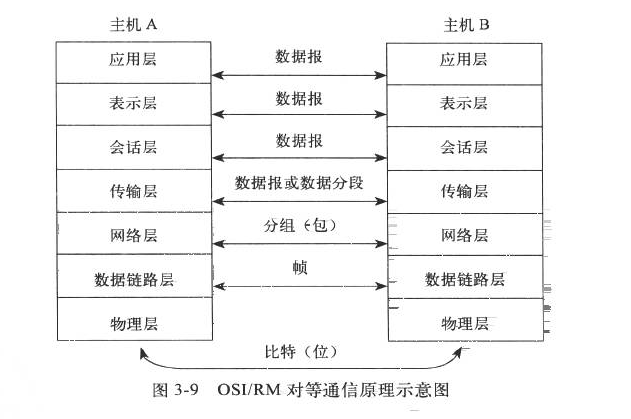 主机 A 主机 B
应用层 数据报 应用层
表示层 数据报 表示层
会话层 数据报 会话层
传输层 数据报或数据分段 传输层
网络层 分组（包） 网络层
数据链路层 帧 数据链路层
物理层 物理层
比特（位）
图 3-9 OSI/RM 对等通信原理示意图